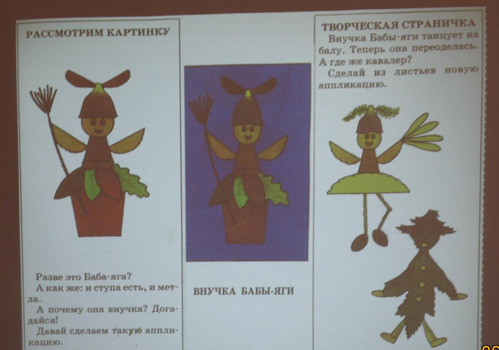 РАССМОТРИМ КАРТИНКУ
Разве это Баба-яга?
А как же: и ступа есть, и мет-
ла.
А почему она внучка? Дога-
дайся!
Давай сделаем такую аппли-
кацию.
ВНУЧКА БАБЫ-ЯГИ
ТВОРЧЕСКАЯ СТРАНИЧКА
Внучка Бабы-яги танцует на
балу. Теперь она переоделась.
А где же кавалер?
Сделай из листьев новую
аппликацию.